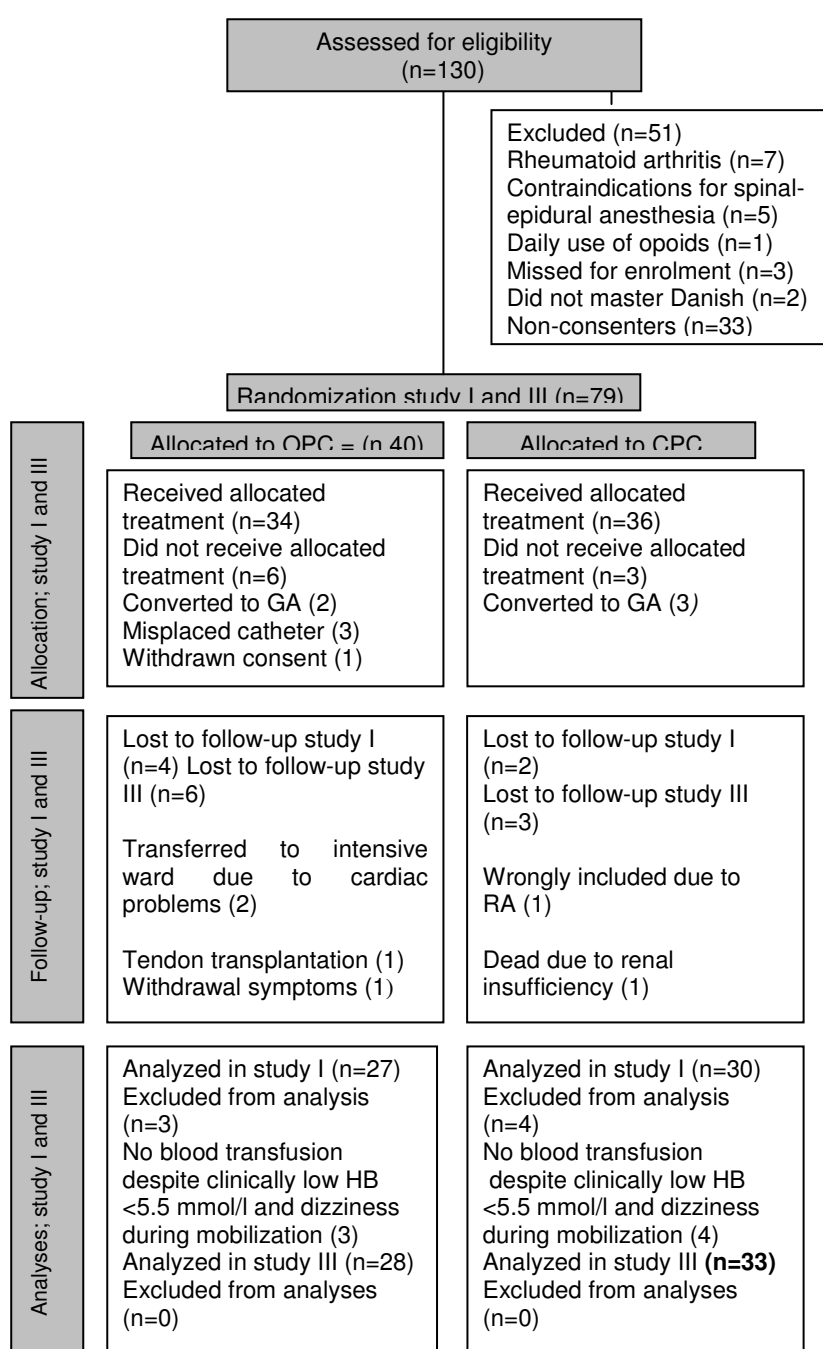 Assessed for eligibility
(n=130)
Excluded (n=51)
Rheumatoid arthritis (n=7)
Contraindications for spinal-
epidural anesthesia (n=5)
Daily use of opoids (n=1)
Missed for enrolment (n=3)
Did not master Danish (n=2)
Non-consenters (n=33)
Randomization study I and III (n=79)
Allocation; study I and III
Allocated to OPC = (n 40)
Received allocated
treatment (n=34)
Did not receive allocated
treatment (n=6)
Converted to GA (2)
Misplaced catheter (3)
Withdrawn consent (1)
Allocated to CPC
Received allocated
treatment (n=36)
Did not receive allocated
treatment (n=3)
Converted to GA (3)
Follow-up; study I and III
Lost to follow-up study I
(n=4) Lost to follow-up study
III (n=6)
Transferred to intensive
ward due to cardiac
problems (2)
Tendon transplantation (1)
Withdrawal symptoms (1)
Lost to follow-up study I
(n=2)
Lost to follow-up study III
(n=3)
Wrongly included due to
RA (1)
Dead due to renal
insufficiency (1)
Analyses; study I and III
Analyzed in study I (n=27)
Excluded from analysis
(n=3)
No blood transfusion
despite clinically low HB
<5.5 mmol/l and dizziness
during mobilization (3)
Analyzed in study III (n=28)
Excluded from analyses
(n=0)
Analyzed in study I (n=30)
Excluded from analysis
(n=4)
No blood transfusion
despite clinically low HB
<5.5 mmol/l and dizziness
during mobilization (4)
Analyzed in study III (n=33)
Excluded from analyses
(n=0)